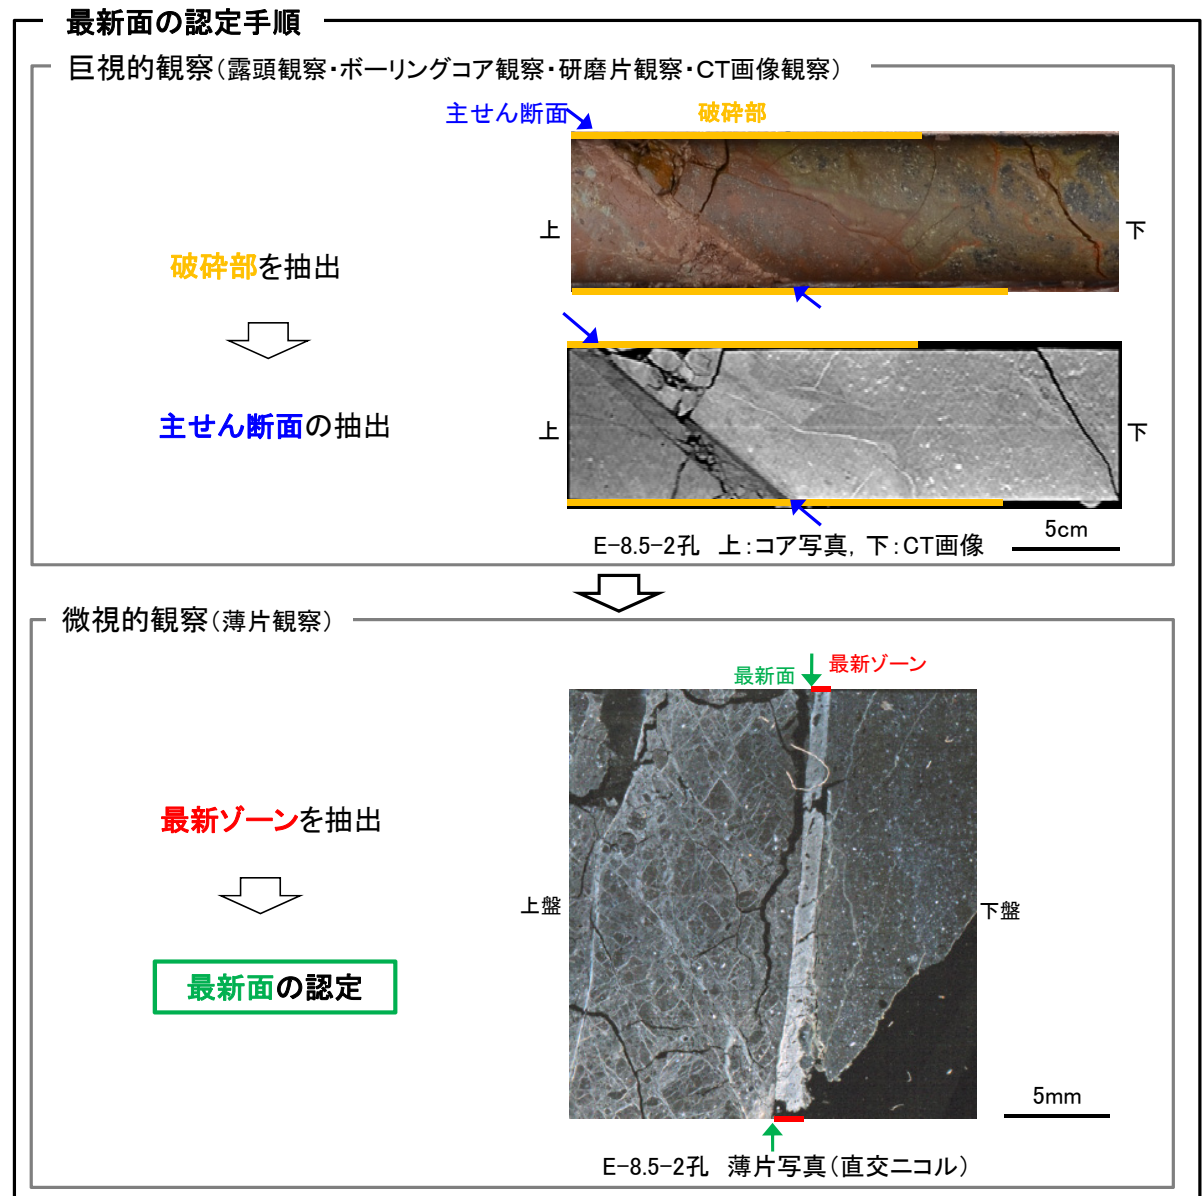 最新面の認定手順
巨視的観察(露頭観察・ボーリングコア観察・研磨片観察・CT画像観察)
主せん断面 破砕部
上 下
破砕部を抽出
主せん断面の抽出
上 下
E-8.5-2孔 上:コア写真, 下:CT画像 5cm
微視的観察(薄片観察)
最新面 最新ゾーン
最新ゾーンを抽出
上盤 下盤
最新面の認定
5mm
E-8.5-2孔 薄片写真(直交ニコル)